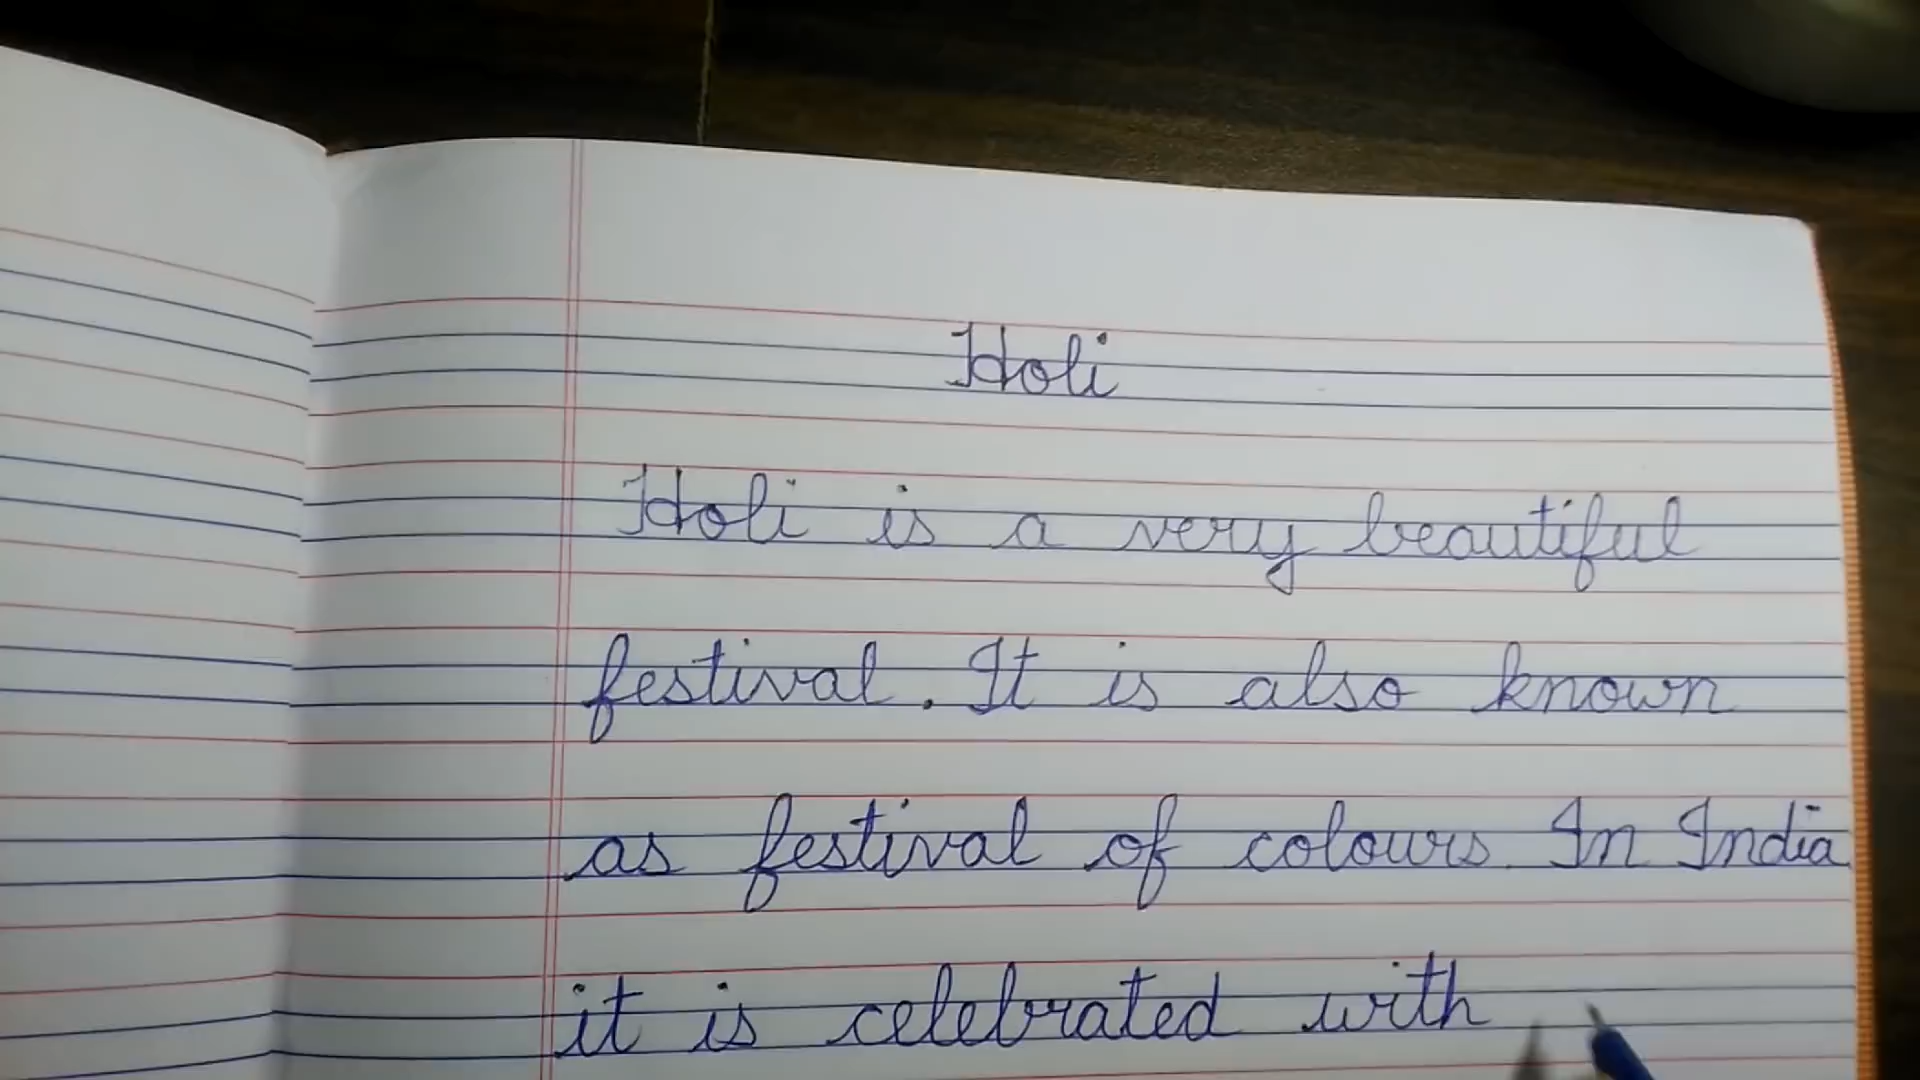 Holi
Holi is a very beautiful
festival. It is also known
as festival of colours. In India
it is celebrated with